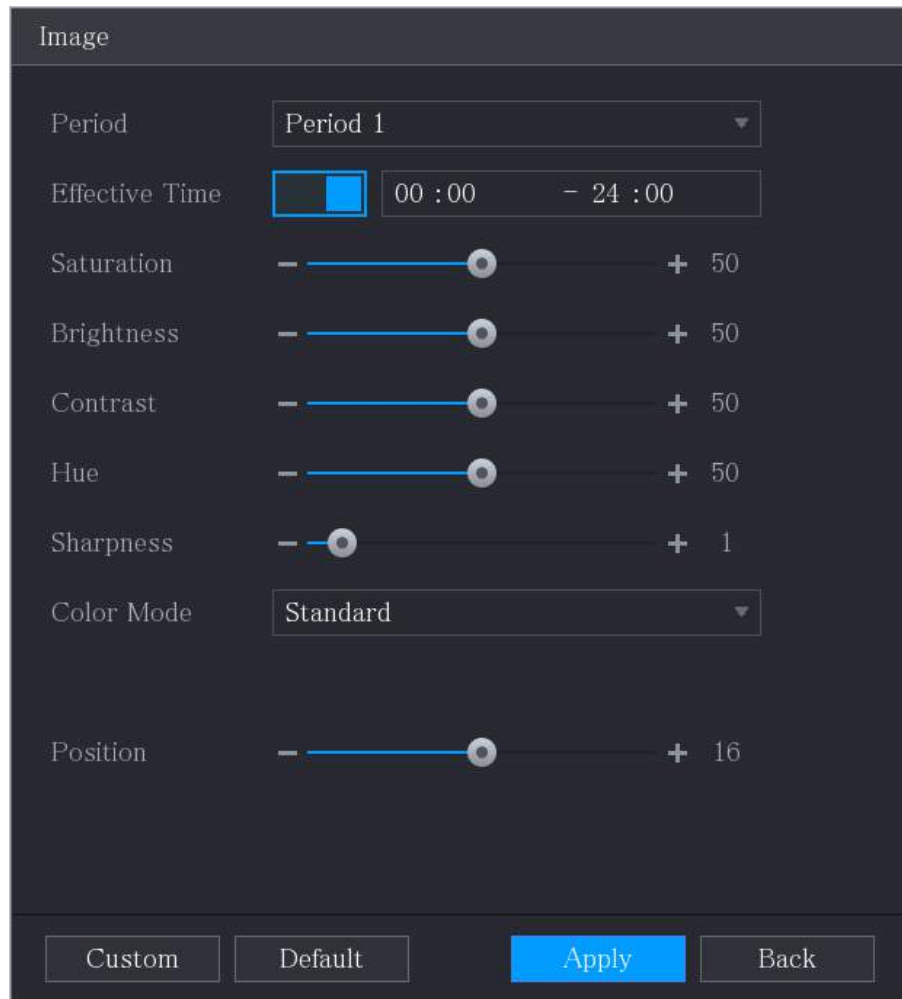 Image
Period Period 1
Effective Time 00 :00 - 24 :00
Saturation - + 50
Brightness - + 50
Contrast - + 50
Hue - + 50
Sharpness - + 1
Color Mode Standard
Position - + 16
Custom Default Apply Back